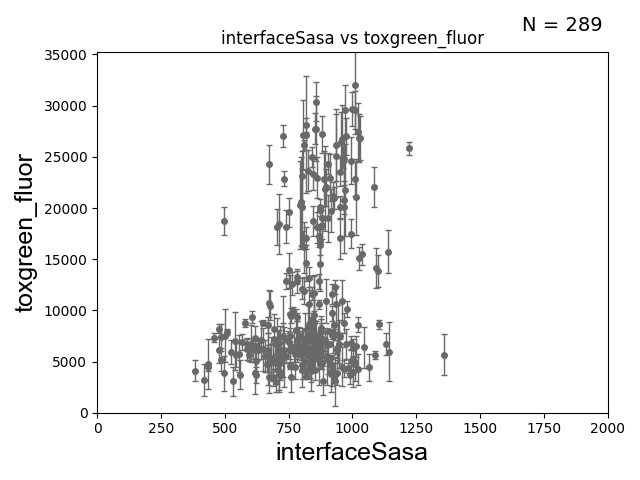 N = 289
interfaceSasa vs toxgreen_fluor
35000
30000
25000
20000
15000
10000
5000
0
toxgreen_fluor
0 250 500 750 1000 1250 1500 1750 2000
interfaceSasa